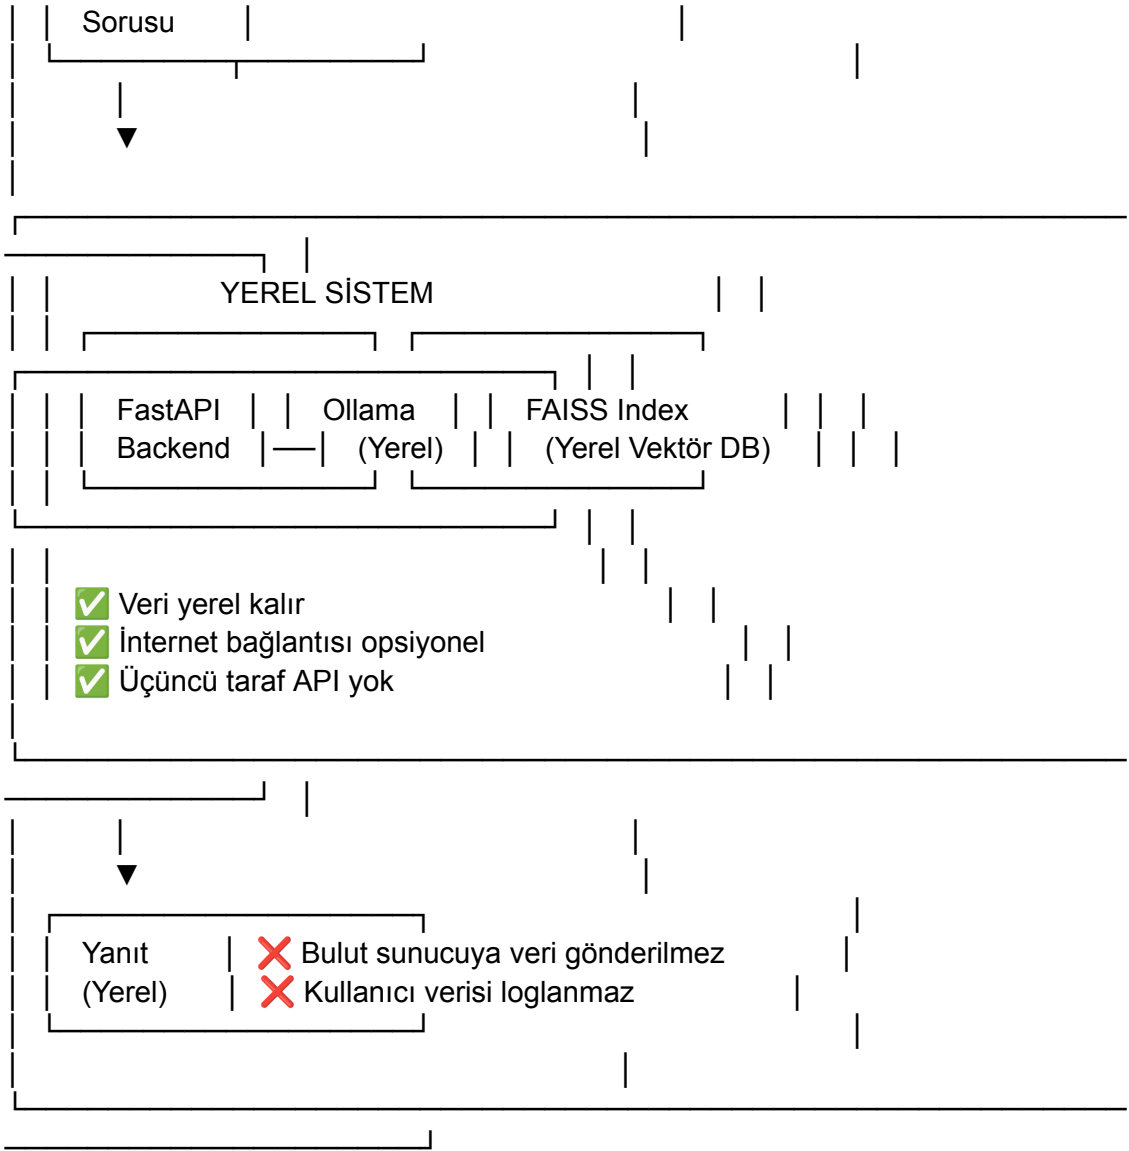 Sorusu
▼
YEREL SİSTEM
FastAPI Ollama FAISS Index
Backend (Yerel) (Yerel Vektör DB)
✅ Veri yerel kalır
✅ İnternet bağlantısı opsiyonel
✅ Üçüncü taraf API yok
▼
Yanıt ❌ Bulut sunucuya veri gönderilmez
(Yerel) ❌ Kullanıcı verisi loglanmaz